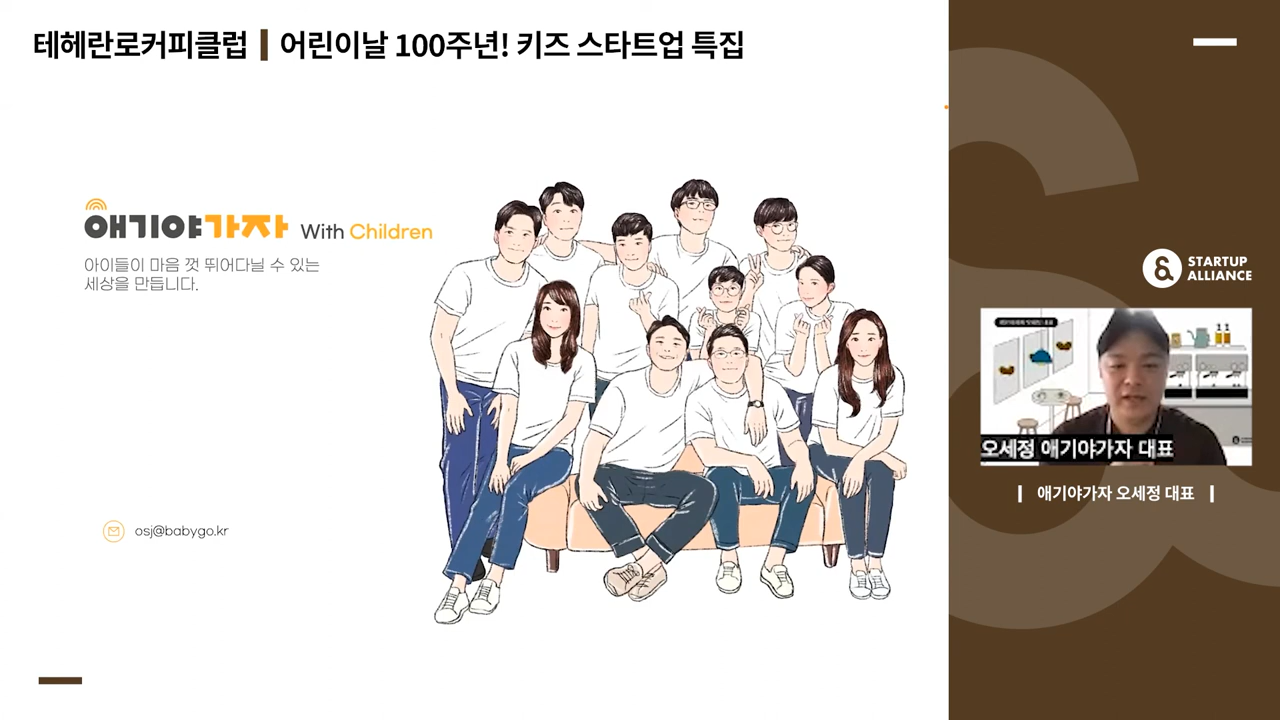 테헤란로커피클럽 | 어린이날 100주년! 키즈 스타트업 특집
애기야가자 With Children
아이들이 마음 껏 뛰어다닐 수 있는
세상을 만듭니다.
osj@babygo.kr
& STARTUP
ALLIANCE
오세정 애기야가자 대표
애기야가자 오세정 대표